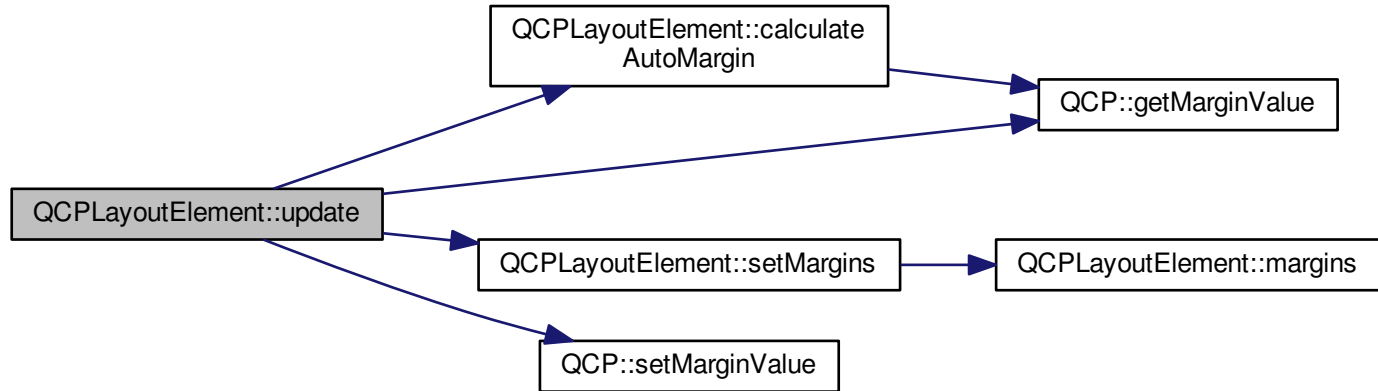 QCPLayoutElement::calculate
AutoMargin
QCP::getMarginValue
QCPLayoutElement::update
QCPLayoutElement::setMargins
QCPLayoutElement::margins
QCP::setMarginValue